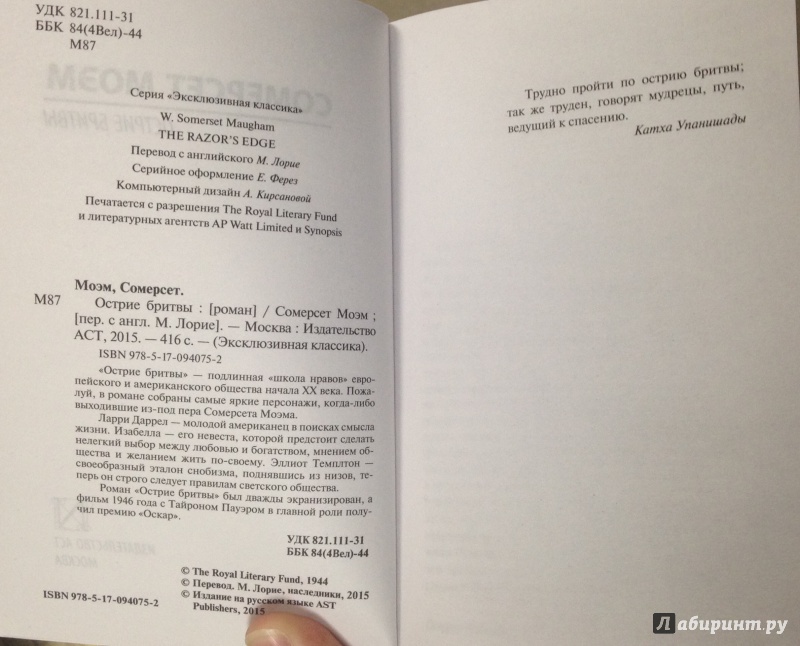 УДК 821.111-31
ББК 84(4Вел)-44
М87
Серия «Эксклюзивная классика»
W. Somerset Maugham
THE RAZOR'S EDGE
Перевод с английского М. Лорие
Серийное оформление Е. Ферез
Компьютерный дизайн А. Кирсановой
Печатается с разрешения The Royal Literary Fund
и литературных агентств AP Watt Limited и Synopsis
Моэм, Сомерсет.
М87
Острие бритвы : [роман] / Сомерсет Моэм ;
[пер. с англ. М. Лорие]. — Москва : Издательство
АСТ, 2015. — 416 с. — (Эксклюзивная классика).
ISBN 978-5-17-094075-2
«Острие бритвы» — подлинная «школа нравов» евро-
пейского и американского общества начала XX века. Пожа-
луй, в романе собраны самые яркие персонажи, когда-либо
выходившие из-под пера Сомерсета Моэма.
Ларри Даррел — молодой американец в поисках смысла
жизни. Изабелла — его невеста, которой предстоит сделать
нелегкий выбор между любовью и богатством, мнением об-
щества и желанием жить по-своему. Эллиот Темплтон —
своеобразный эталон снобизма, поднявшись из низов, те-
перь он строго следует правилам светского общества.
Роман «Острие бритвы» был дважды экранизирован, а
фильм 1946 года с Тайроном Пауэром в главной роли полу-
чил премию «Оскар».
УДК 821.111-31
ББК 84(4Вел)-44
© The Royal Literary Fund, 1944
© Перевод. М. Лорие, наследники, 2015
© Издание на русском языке AST
Publishers, 2015
ISBN 978-5-17-094075-2
Трудно пройти по острию бритвы;
так же труден, говорят мудрецы, путь,
ведущий к спасению.
Катха Упанишады
СОМЕРСЕТ МОЭМ
ОСТРИЕ БРИТВЫ
ИЗДАТЕЛЬСТВО АСТ
МОСКВА
Лабиринт.ру